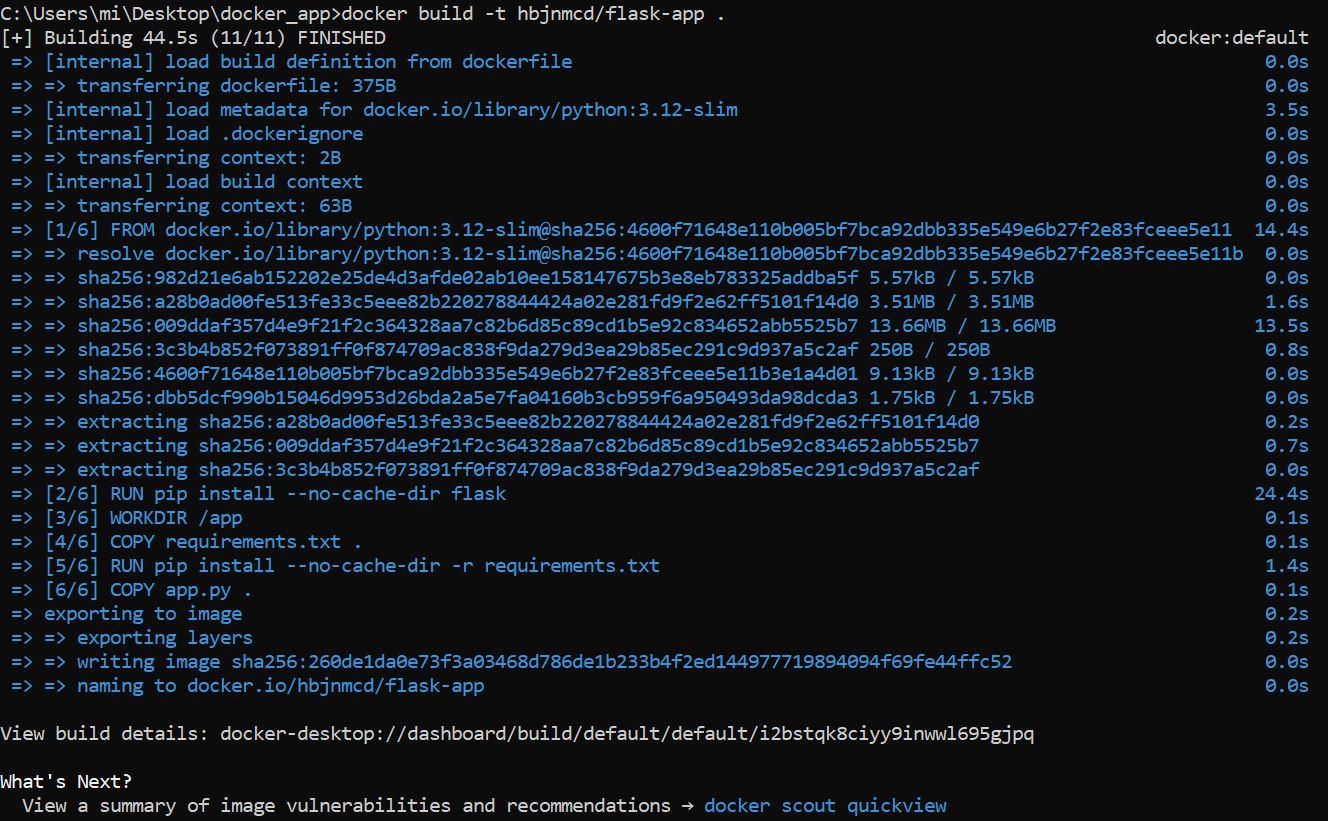 C:\Users\mi\Desktop\docker_app>docker build -t hbjnmcd/flask-app .
[+] Building 44.5s (11/11) FINISHED docker:default
=> [internal] load build definition from dockerfile 0.0s
=> => transferring dockerfile: 375B 0.0s
=> [internal] load metadata for docker.io/library/python:3.12-slim 3.5s
=> [internal] load .dockerignore 0.0s
=> => transferring context: 2B 0.0s
=> [internal] load build context 0.0s
=> => transferring context: 63B 0.0s
=> [1/6] FROM docker.io/library/python:3.12-slim@sha256:4600f71648e110b005bf7bca92dbb335e549e6b27f2e83fceee5e11 14.4s
=> => resolve docker.io/library/python:3.12-slim@sha256:4600f71648e110b005bf7bca92dbb335e549e6b27f2e83fceee5e11b 0.0s
=> => sha256:982d21e6ab152202e25de4d3afde02ab10ee158147675b3e8eb783325addba5f 5.57kB / 5.57kB 0.0s
=> => sha256:a28b0ad00fe513fe33c5eee82b220278844424a02e281fd9f2e62ff5101f14d0 3.51MB / 3.51MB 1.6s
=> => sha256:009ddaf357d4e9f21f2c364328aa7c82b6d85c89cd1b5e92c834652abb5525b7 13.66MB / 13.66MB 13.5s
=> => sha256:3c3b4b852f073891ff0f874709ac838f9da279d3ea29b85ec291c9d937a5c2af 250B / 250B 0.8s
=> => sha256:4600f71648e110b005bf7bca92dbb335e549e6b27f2e83fceee5e11b3e1a4d01 9.13kB / 9.13kB 0.0s
=> => sha256:dbb5dcf990b15046d9953d26bda2a5e7fa04160b3cb959f6a950493da98dcda3 1.75kB / 1.75kB 0.0s
=> => extracting sha256:a28b0ad00fe513fe33c5eee82b220278844424a02e281fd9f2e62ff5101f14d0 0.2s
=> => extracting sha256:009ddaf357d4e9f21f2c364328aa7c82b6d85c89cd1b5e92c834652abb5525b7 0.7s
=> => extracting sha256:3c3b4b852f073891ff0f874709ac838f9da279d3ea29b85ec291c9d937a5c2af 0.0s
=> [2/6] RUN pip install --no-cache-dir flask 24.4s
=> [3/6] WORKDIR /app 0.1s
=> [4/6] COPY requirements.txt . 0.1s
=> [5/6] RUN pip install --no-cache-dir -r requirements.txt 1.4s
=> [6/6] COPY app.py . 0.1s
=> exporting to image 0.2s
=> => exporting layers 0.2s
=> => writing image sha256:260de1da0e73f3a03468d786de1b233b4f2ed144977719894094f69fe44ffc52 0.0s
=> => naming to docker.io/hbjnmcd/flask-app 0.0s
View build details: docker-desktop://dashboard/build/default/default/i2bstqk8ciyy9inwwl695gjpq
What's Next?
View a summary of image vulnerabilities and recommendations → docker scout quickview